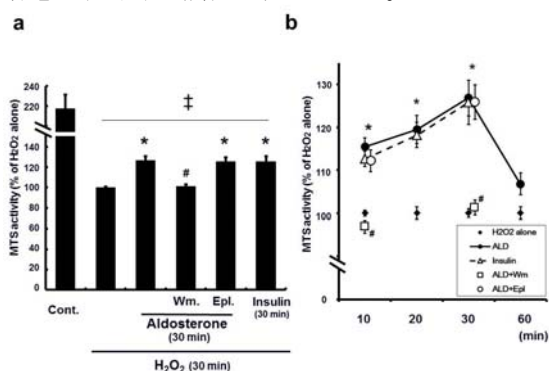 a
MTS activity (% of H₂O₂ alone)
240
220
140
120
100
80
60
40
20
0
‡
*
#
*
*
Cont.
Wm.
Epl.
Insulin
(30 min)
Aldosterone
(30 min)
H₂O₂ (30 min)
b
MTS activity (% of H₂O₂ alone)
130
120
110
100
0
*
*
*
#
#
H2O2 alone
ALD
Insulin
ALD+Wm
ALD+Epl
10
20
30
60
(min)